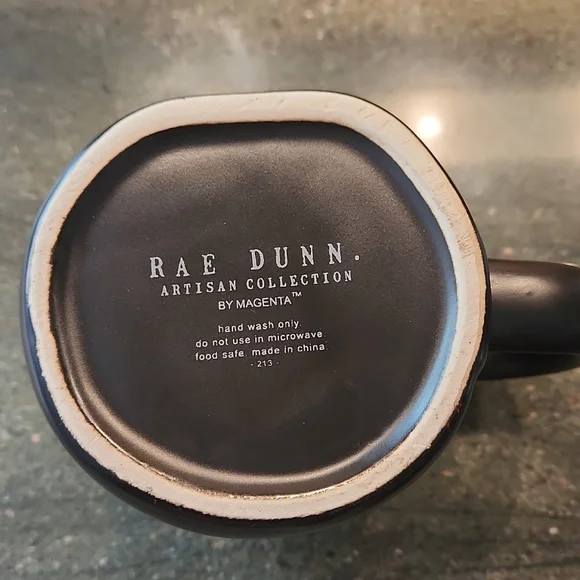 RAE DUNN.
ARTISAN COLLECTION
BY MAGENTA™
hand wash only.
do not use in microwave.
food safe. made in china.
- 213 -